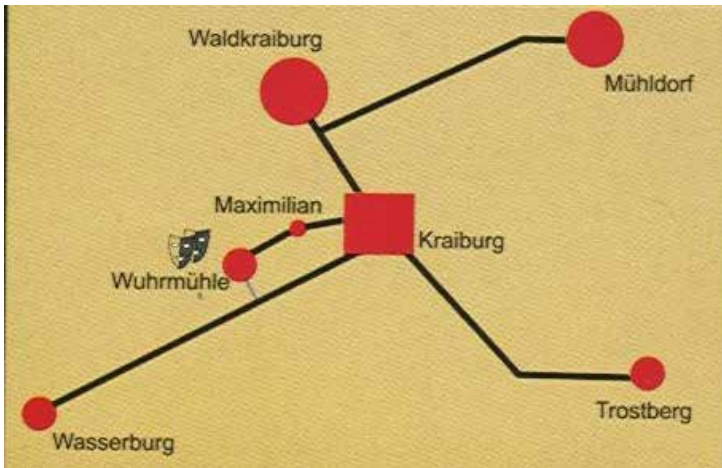 Waldkraiburg
Mühldorf
Maximilian
Kraiburg
Wuhrmühle
Trostberg
Wasserburg